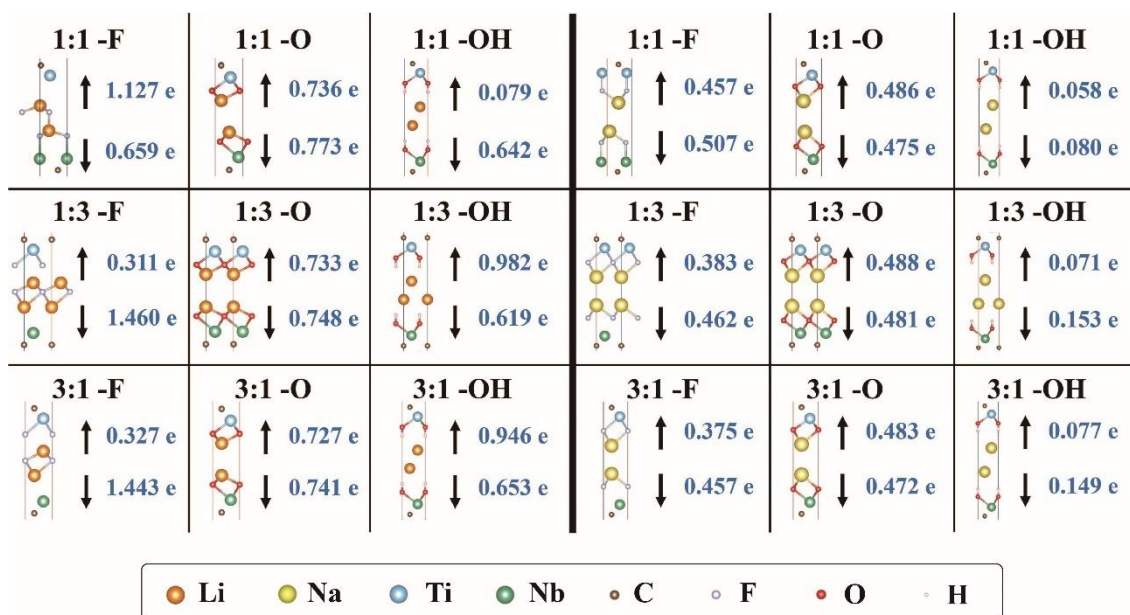 1:1 -F 1:1 -O 1:1 -OH 1:1 -F 1:1 -O 1:1 -OH
1.127 e 0.736 e 0.079 e 0.457 e 0.486 e 0.058 e
0.659 e 0.773 e 0.642 e 0.507 e 0.475 e 0.080 e
1:3 -F 1:3 -O 1:3 -OH 1:3 -F 1:3 -O 1:3 -OH
0.311 e 0.733 e 0.982 e 0.383 e 0.488 e 0.071 e
1.460 e 0.748 e 0.619 e 0.462 e 0.481 e 0.153 e
3:1 -F 3:1 -O 3:1 -OH 3:1 -F 3:1 -O 3:1 -OH
0.327 e 0.727 e 0.946 e 0.375 e 0.483 e 0.077 e
1.443 e 0.741 e 0.653 e 0.457 e 0.472 e 0.149 e
Li Na Ti Nb C F O H